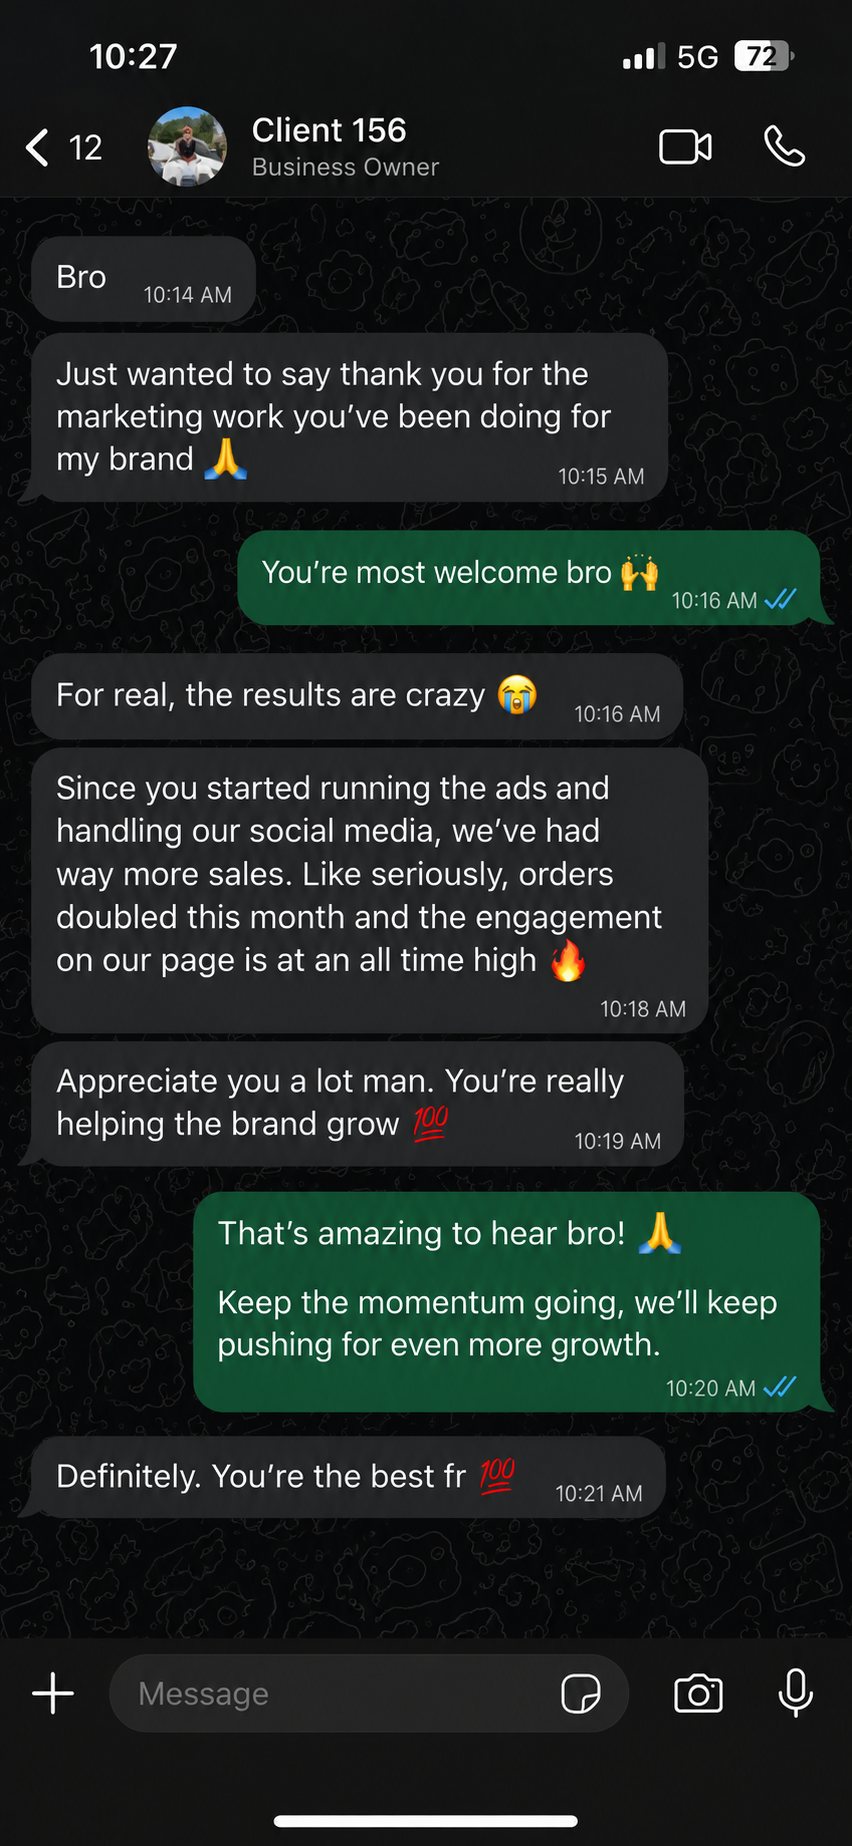 10:27
5G
72
12
Client 156
Business Owner
Bro
10:14 AM
Just wanted to say thank you for the
marketing work you’ve been doing for
my brand 🙏
10:15 AM
You’re most welcome bro 🙌
10:16 AM
For real, the results are crazy 😭
10:16 AM
Since you started running the ads and
handling our social media, we’ve had
way more sales. Like seriously, orders
doubled this month and the engagement
on our page is at an all time high 🔥
10:18 AM
Appreciate you a lot man. You’re really
helping the brand grow 💯
10:19 AM
That’s amazing to hear bro! 🙏
Keep the momentum going, we’ll keep
pushing for even more growth.
10:20 AM
Definitely. You’re the best fr 💯
10:21 AM
Message